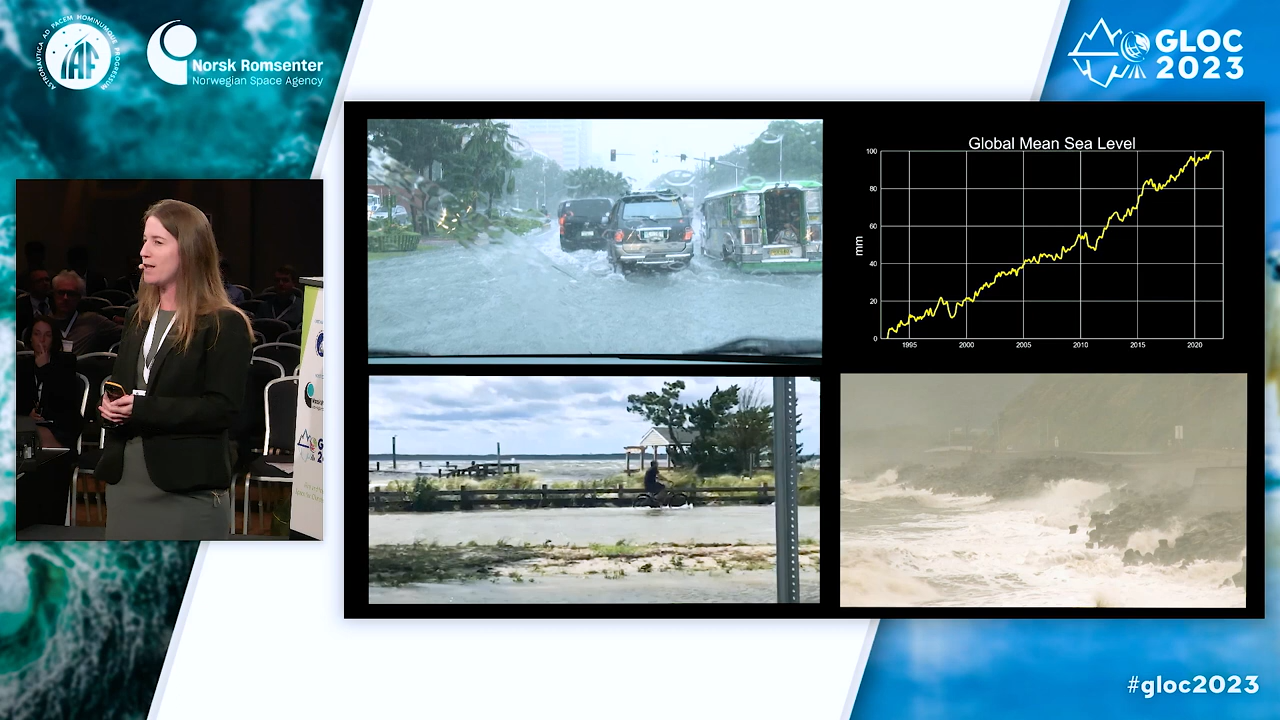 ASTRONAUTICA AD PACEM HOMINUMQUE PROGRESSUM
IAF
Norsk Romsenter
Norwegian Space Agency
GLOC
2023
Global Mean Sea Level
100
80
60
40
20
0
mm
1995 2000 2005 2010 2015 2020
#gloc2023